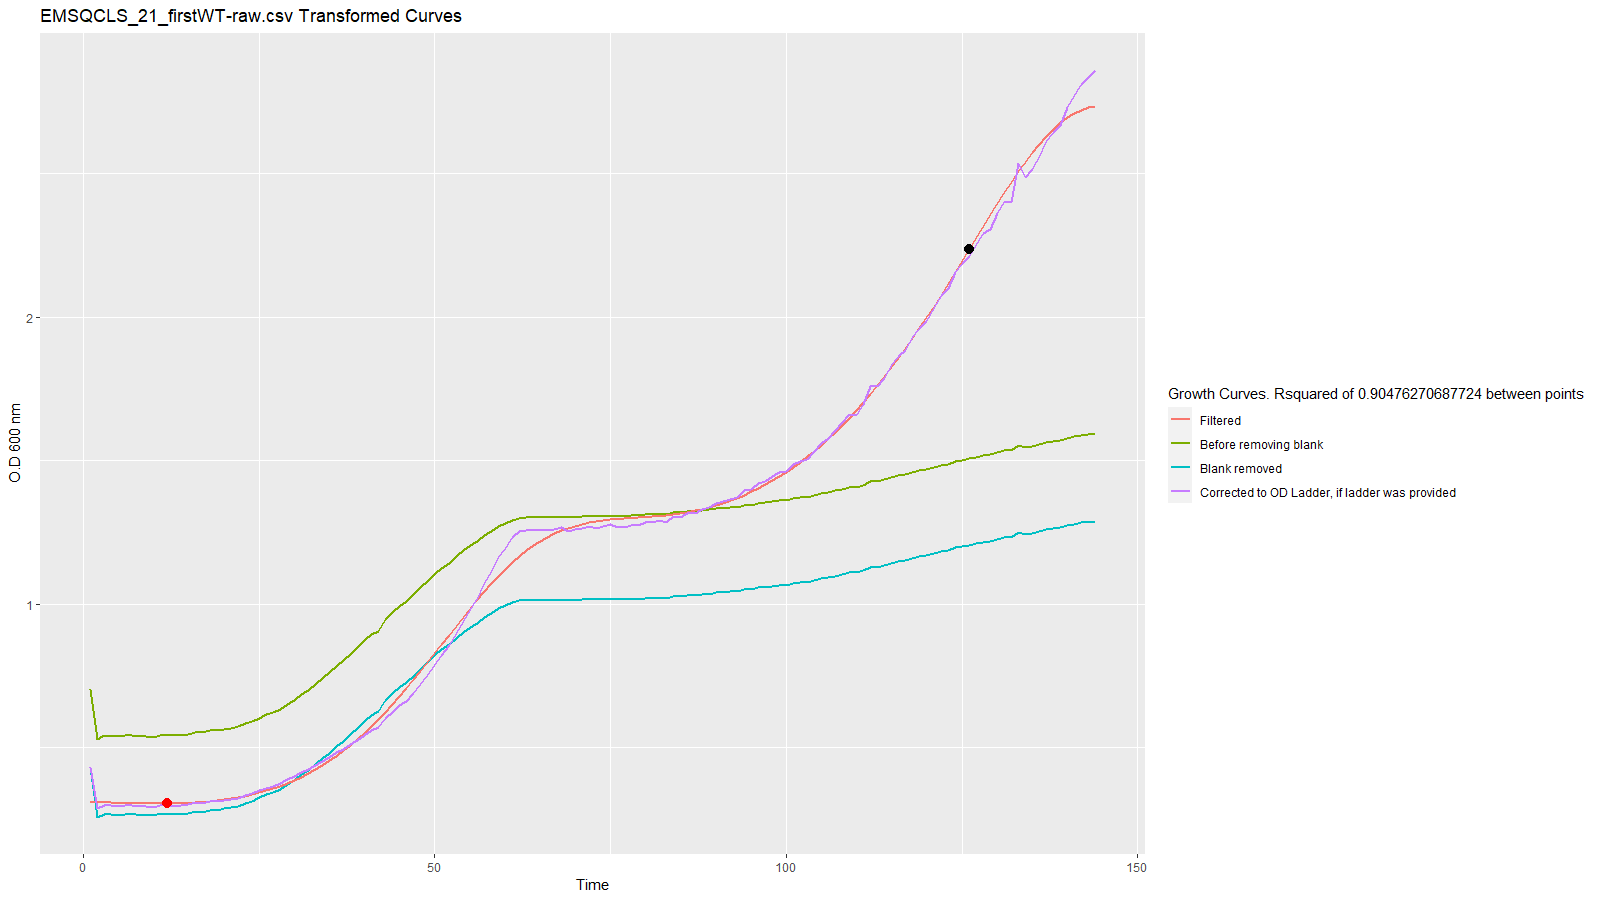 EMSQCLS_21_firstWT-raw.csv Transformed Curves
O.D 600 nm
2
1
0
50
100
150
Time
Growth Curves. Rsquared of 0.90476270687724 between points
Filtered
Before removing blank
Blank removed
Corrected to OD Ladder, if ladder was provided